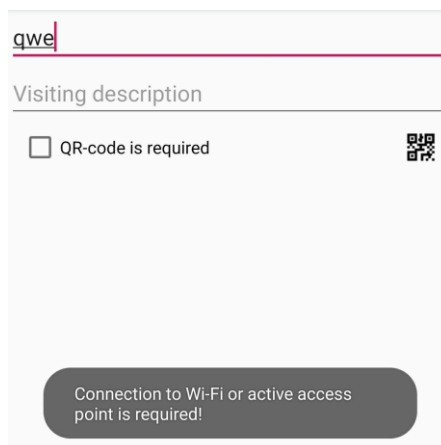 qwe
Visiting description
QR-code is required
Connection to Wi-Fi or active access
point is required!